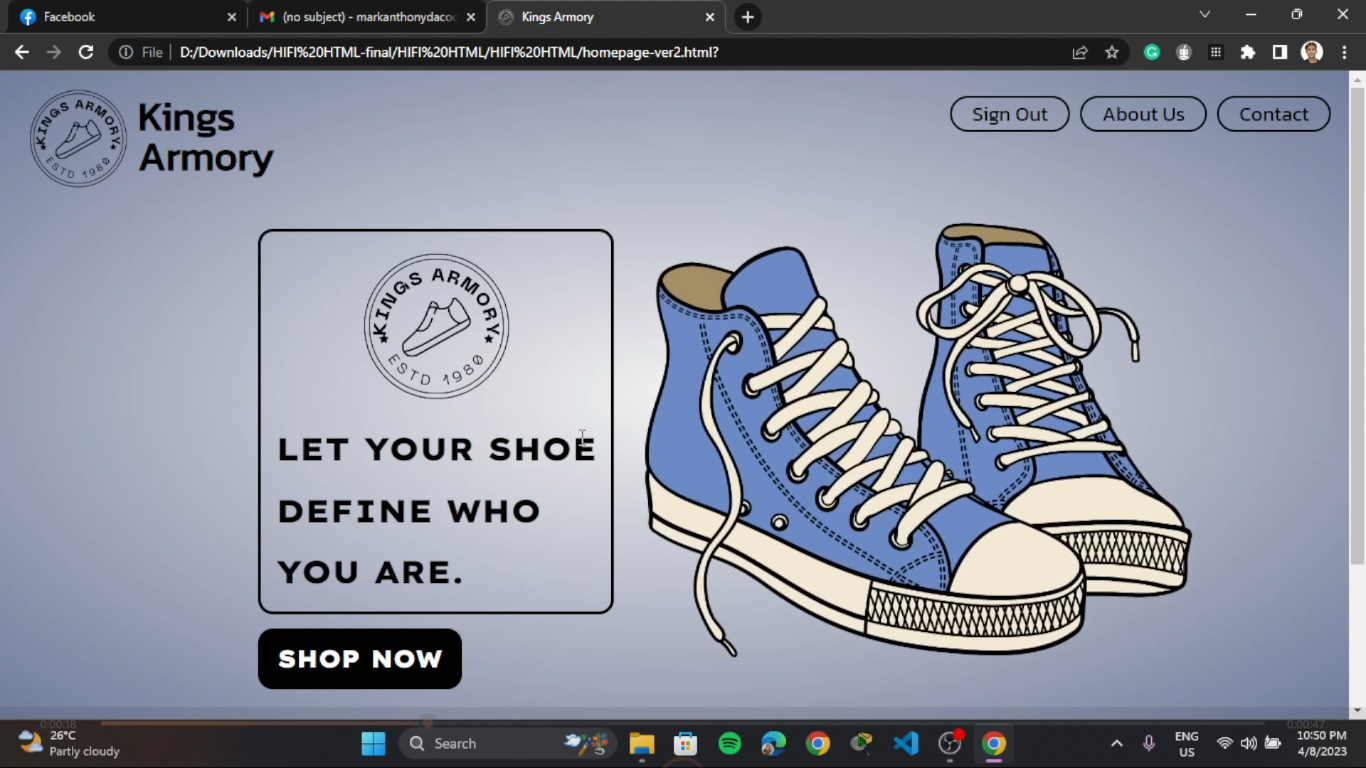 Facebook
(no subject) - markanthonydacoc
Kings Armory
File
D:/Downloads/HIFI%20HTML-final/HIFI%20HTML/HIFI%20HTML/homepage-ver2.html?
KINGS ARMORY
ESTD 1980
Kings
Armory
Sign Out
About Us
Contact
KINGS ARMORY
ESTD 1980
LET YOUR SHOE
DEFINE WHO
YOU ARE.
SHOP NOW
0:00:18
0:00:47
26°C
Partly cloudy
Search
ENG
US
10:50 PM
4/8/2023